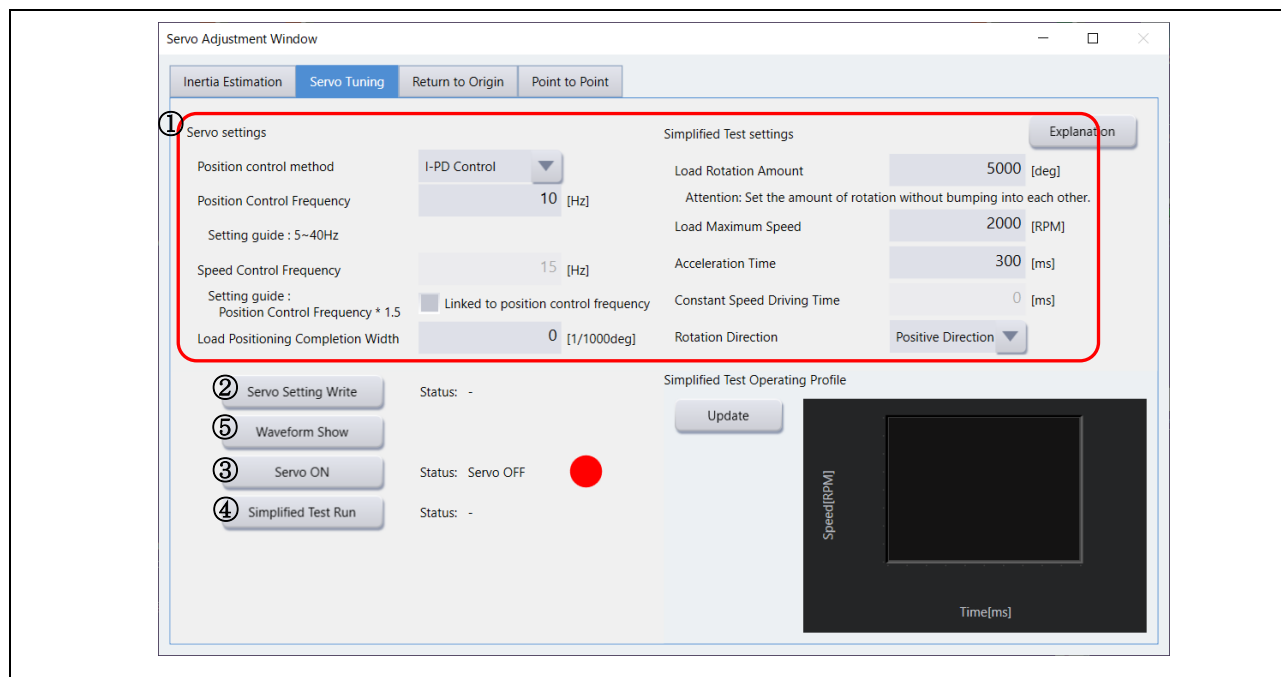 Servo Adjustment Window
Inertia Estimation Servo Tuning Return to Origin Point to Point
①
Servo settings
Position control method I-PD Control
Position Control Frequency 10 [Hz]
Setting guide : 5~40Hz
Speed Control Frequency 15 [Hz]
Setting guide :
Position Control Frequency * 1.5 Linked to position control frequency
Load Positioning Completion Width 0 [1/1000deg]
Simplified Test settings Explanation
Load Rotation Amount 5000 [deg]
Attention: Set the amount of rotation without bumping into each other.
Load Maximum Speed 2000 [RPM]
Acceleration Time 300 [ms]
Constant Speed Driving Time 0 [ms]
Rotation Direction Positive Direction
② Servo Setting Write Status: -
⑤ Waveform Show
③ Servo ON Status: Servo OFF
④ Simplified Test Run Status: -
Simplified Test Operating Profile
Update
Speed[RPM]
Time[ms]